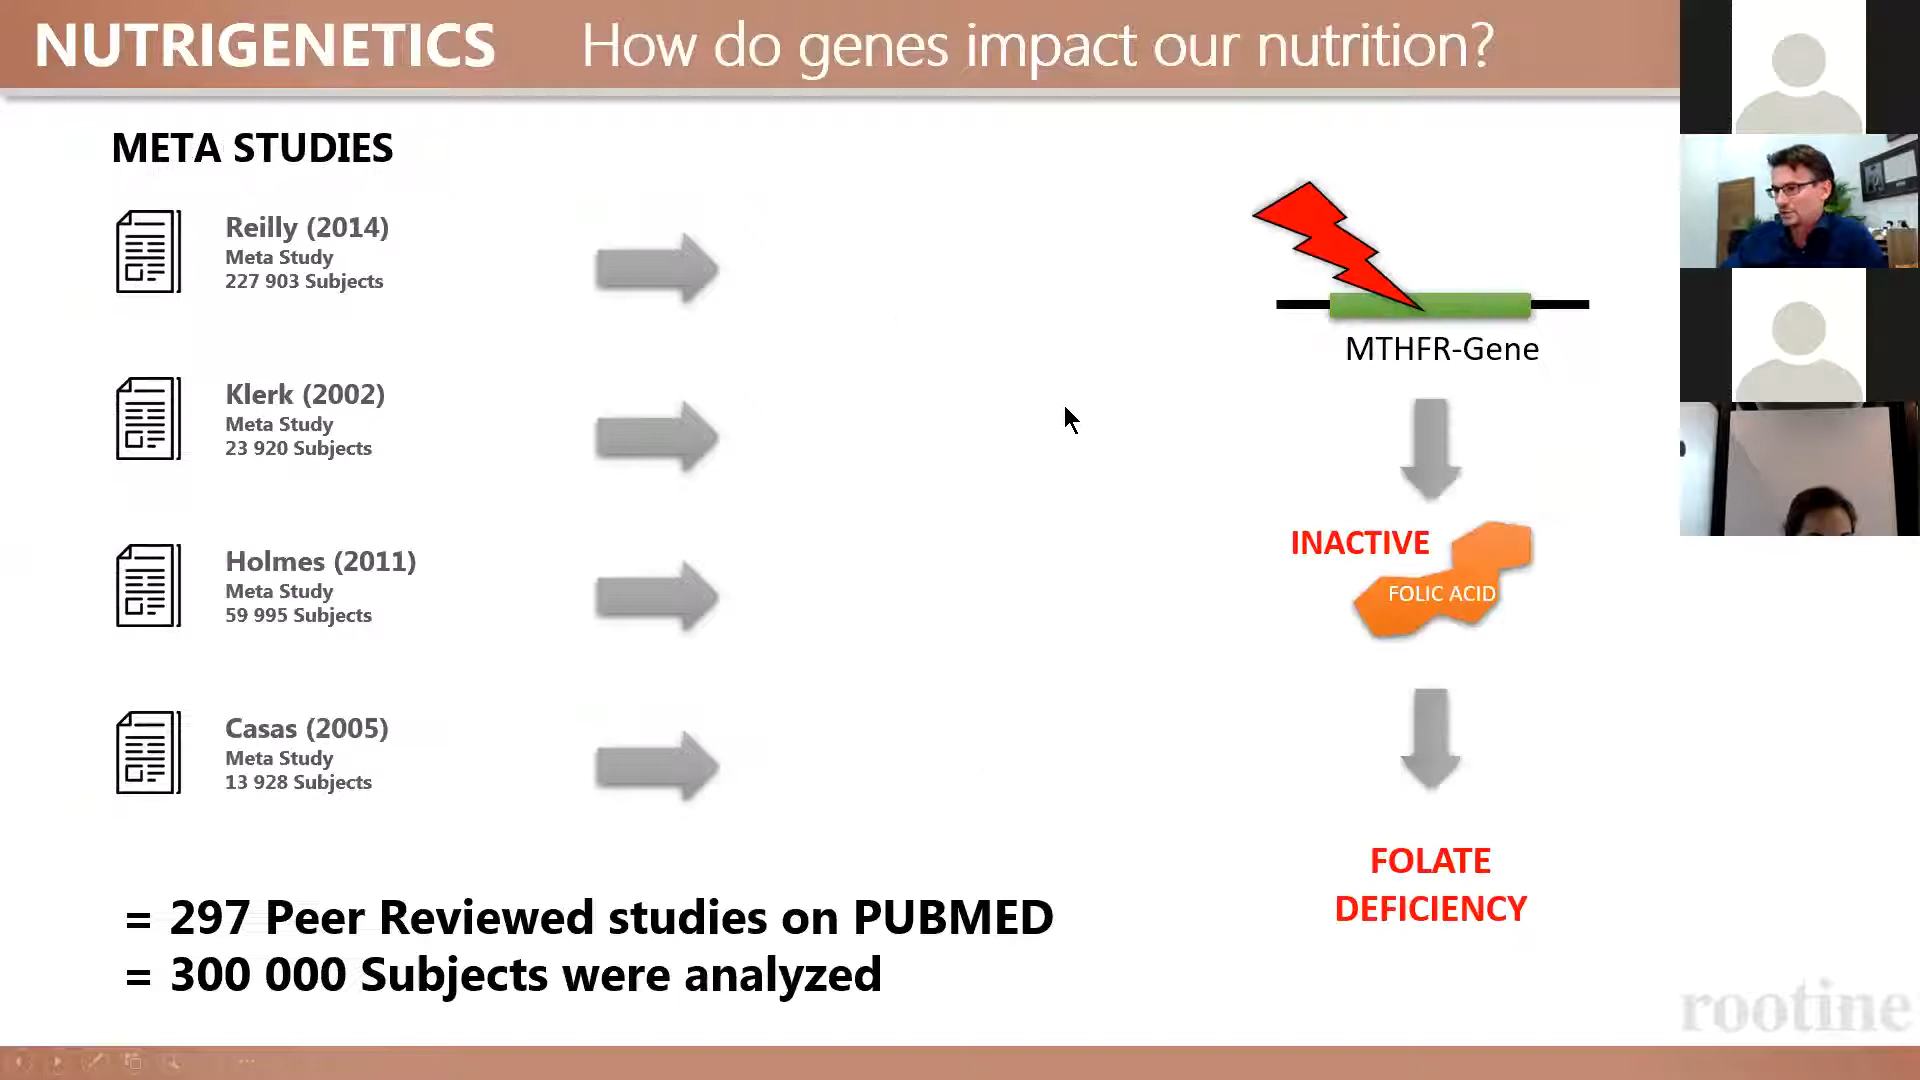 NUTRIGENETICS How do genes impact our nutrition?
META STUDIES
Reilly (2014)
Meta Study
227 903 Subjects
Klerk (2002)
Meta Study
23 920 Subjects
Holmes (2011)
Meta Study
59 995 Subjects
Casas (2005)
Meta Study
13 928 Subjects
= 297 Peer Reviewed studies on PUBMED
= 300 000 Subjects were analyzed
MTHFR-Gene
INACTIVE
FOLIC ACID
FOLATE
DEFICIENCY
rootine